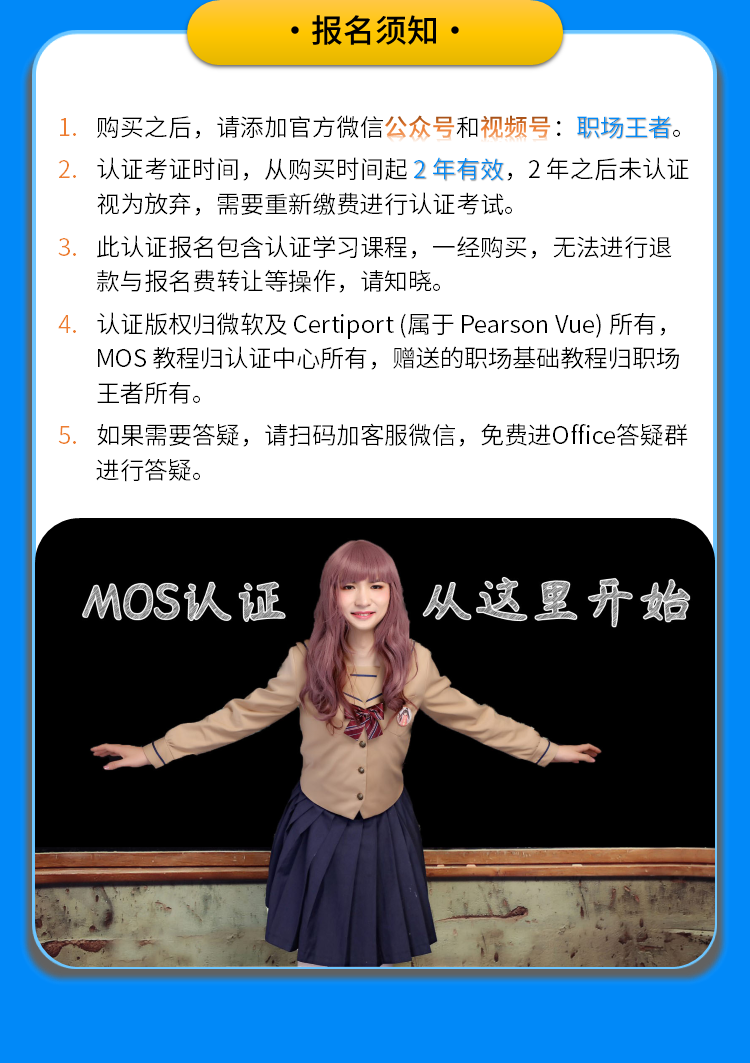 ·报名须知·
1. 购买之后，请添加官方微信公众号和视频号：职场王者。
2. 认证考证时间，从购买时间起 2 年有效，2 年之后未认证
视为放弃，需要重新缴费进行认证考试。
3. 此认证报名包含认证学习课程，一经购买，无法进行退
款与报名费转让等操作，请知晓。
4. 认证版权归微软及 Certiport (属于 Pearson Vue) 所有，
MOS 教程归认证中心所有，赠送的职场基础教程归职场
王者所有。
5. 如果需要答疑，请扫码加客服微信，免费进Office答疑群
进行答疑。
MOS认证 从这里开始